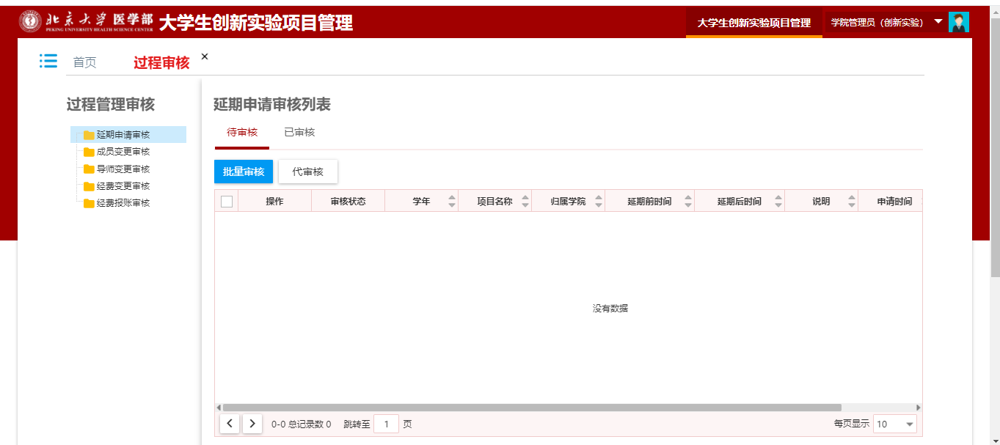 北京大学 医学部 大学生创新实验项目管理
PEKING UNIVERSITY HEALTH SCIENCE CENTER
大学生创新实验项目管理 学院管理员（创新实验）
首页 过程审核 ×
过程管理审核
延期申请审核
成员变更审核
导师变更审核
经费变更审核
经费报账审核
延期申请审核列表
待审核 已审核
批量审核 代审核
操作 审核状态 学年 项目名称 归属学院 延期前时间 延期后时间 说明 申请时间
没有数据
0-0 总记录数 0 跳转至 1 页 每页显示 10